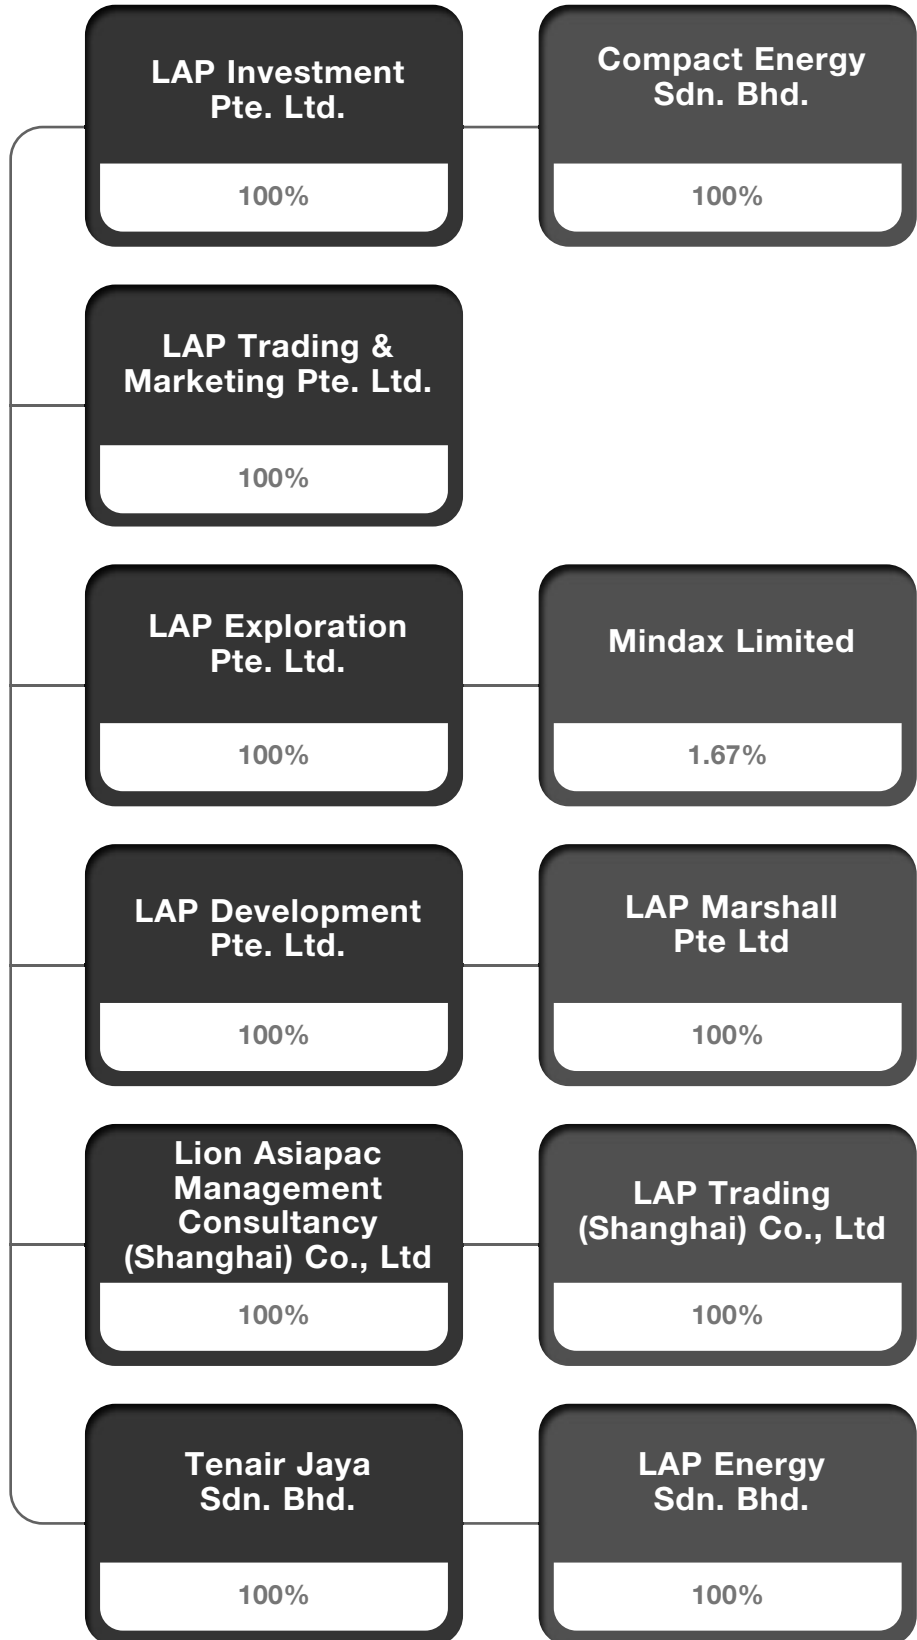 LAP Investment
Pte. Ltd.
100%
Compact Energy
Sdn. Bhd.
100%
LAP Trading &
Marketing Pte. Ltd.
100%
LAP Exploration
Pte. Ltd.
100%
Mindax Limited
1.67%
LAP Development
Pte. Ltd.
100%
LAP Marshall
Pte Ltd
100%
Lion Asiapac
Management
Consultancy
(Shanghai) Co., Ltd
100%
LAP Trading
(Shanghai) Co., Ltd
100%
Tenair Jaya
Sdn. Bhd.
100%
LAP Energy
Sdn. Bhd.
100%